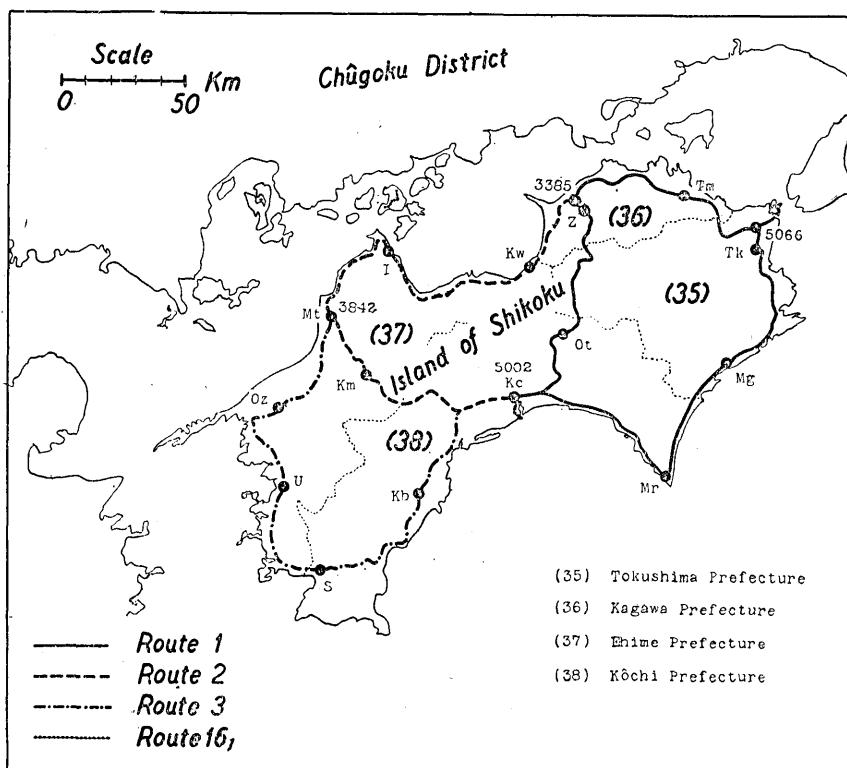 Scale
0 50 Km
Chûgoku District
3385
Z
(36)
Tm
5066
Tk
Kw
I
(35)
Mt
3842
(37)
Island of Shikoku
Ot
Km
5002
Kc
Mg
Oz
(38)
U
Kb
Mr
S
(35) Tokushima Prefecture
(36) Kagawa Prefecture
(37) Ehime Prefecture
(38) Kôchi Prefecture
Route 1
Route 2
Route 3
Route 16,